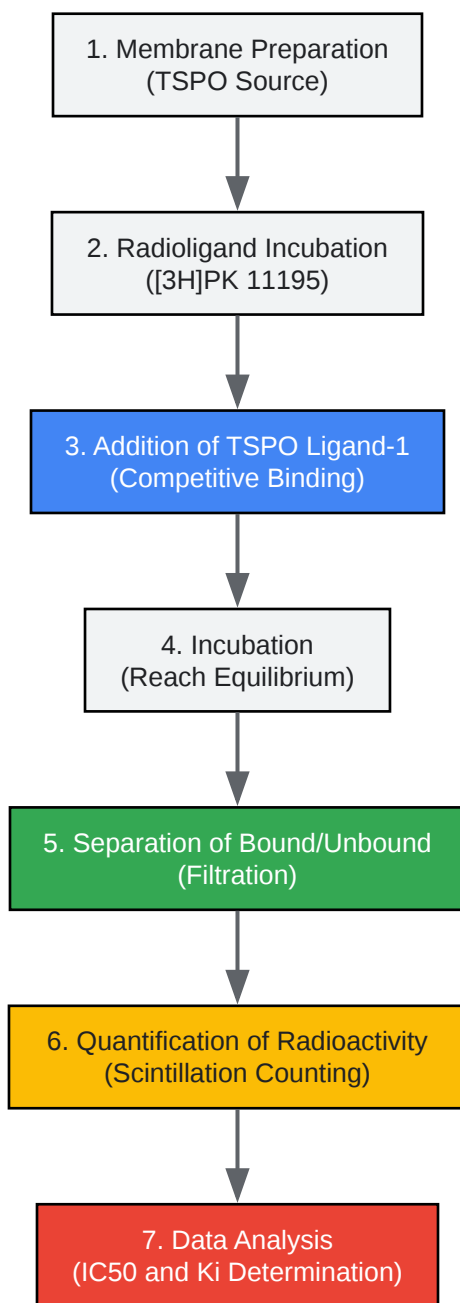 1. Membrane Preparation
(TSPO Source)
2. Radioligand Incubation
([3H]PK 11195)
3. Addition of TSPO Ligand-1
(Competitive Binding)
4. Incubation
(Reach Equilibrium)
5. Separation of Bound/Unbound
(Filtration)
6. Quantification of Radioactivity
(Scintillation Counting)
7. Data Analysis
(IC50 and Ki Determination)